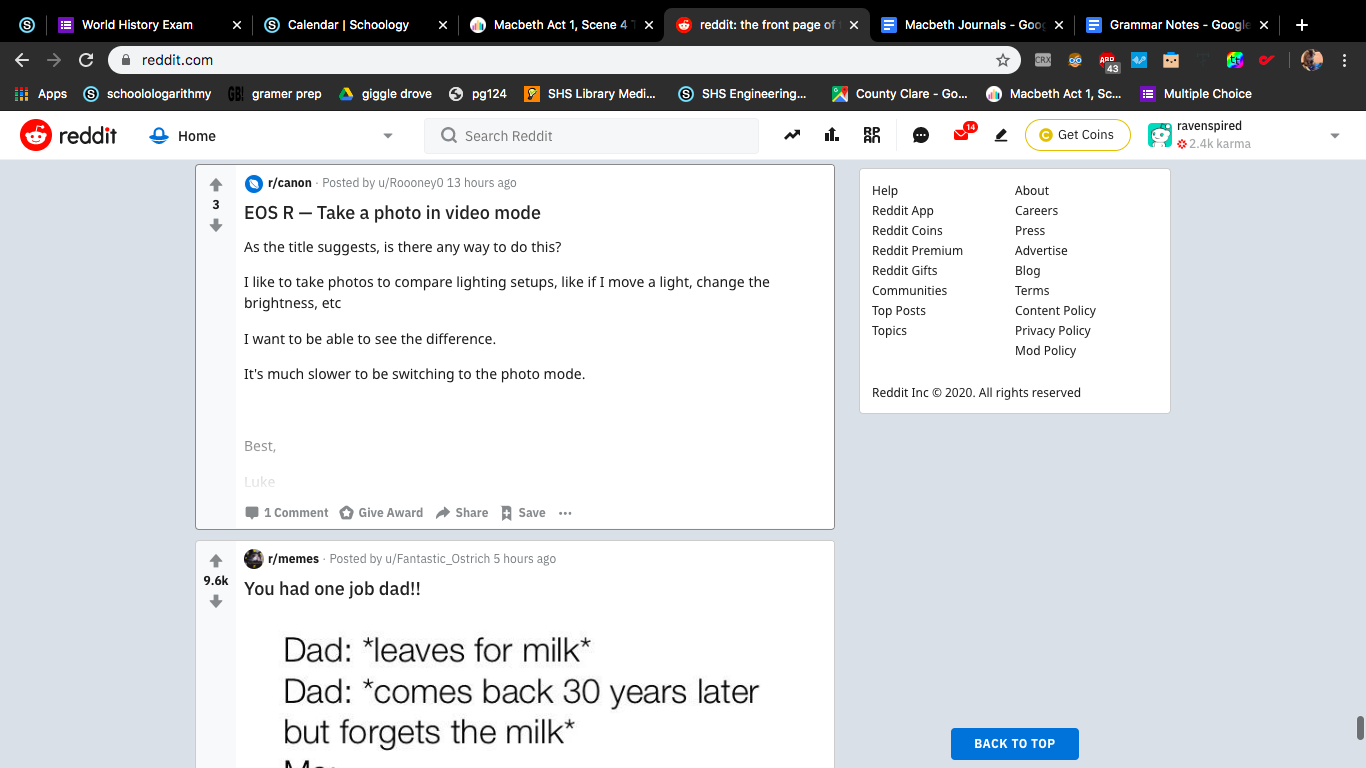 World History Exam
Calendar | Schoology
Macbeth Act 1, Scene 4
reddit: the front page of
Macbeth Journals - Goo
Grammar Notes - Google
reddit.com
CRX
ABP
43
Apps
schoolologarithmy
GB!
gramer prep
giggle drove
pg124
SHS Library Medi...
SHS Engineering...
County Clare - Go...
Macbeth Act 1, Sc...
Multiple Choice
reddit
Home
Search Reddit
14
Get Coins
ravenspired
2.4k karma
r/canon · Posted by u/Roooney0 13 hours ago
3
EOS R — Take a photo in video mode
As the title suggests, is there any way to do this?
I like to take photos to compare lighting setups, like if I move a light, change the
brightness, etc
I want to be able to see the difference.
It's much slower to be switching to the photo mode.
Best,
Luke
1 Comment
Give Award
Share
Save
Help
Reddit App
Reddit Coins
Reddit Premium
Reddit Gifts
Communities
Top Posts
Topics
About
Careers
Press
Advertise
Blog
Terms
Content Policy
Privacy Policy
Mod Policy
Reddit Inc © 2020. All rights reserved
r/memes · Posted by u/Fantastic_Ostrich 5 hours ago
9.6k
You had one job dad!!
Dad: *leaves for milk*
Dad: *comes back 30 years later
but forgets the milk*
BACK TO TOP